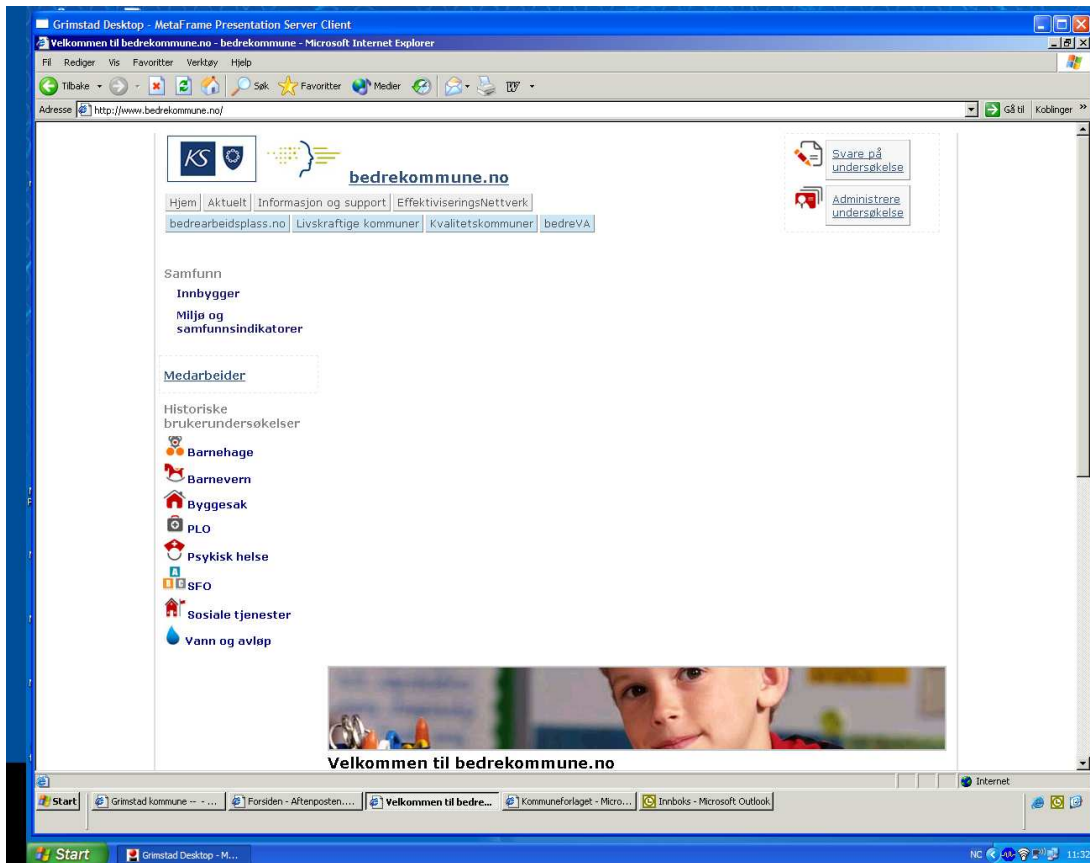 Grimstad Desktop - MetaFrame Presentation Server Client
Velkommen til bedrekommune.no - bedrekommune - Microsoft Internet Explorer
Fil Rediger Vis Favoritter Verktøy Hjelp
Tilbake Søk Favoritter Medier
Adresse http://www.bedrekommune.no/ Gå til Koblinger »
KS
bedrekommune.no
Svare på
undersøkelse
Hjem Aktuelt Informasjon og support EffektiviseringsNettverk
Administrere
undersøkelse
bedrearbeidsplass.no Livskraftige kommuner Kvalitetskommuner bedreVA
Samfunn
Innbygger
Miljø og
samfunnsindikatorer
Medarbeider
Historiske
brukerundersøkelser
Barnehage
Barnevern
Byggesak
PLO
Psykisk helse
SFO
Sosiale tjenester
Vann og avløp
Velkommen til bedrekommune.no
Internet
Start Grimstad kommune -- - ... Forsiden - Aftenposten.... Velkommen til bedre... Kommuneforlaget - Micro... Innboks - Microsoft Outlook
Start Grimstad Desktop - M... NC 11:32